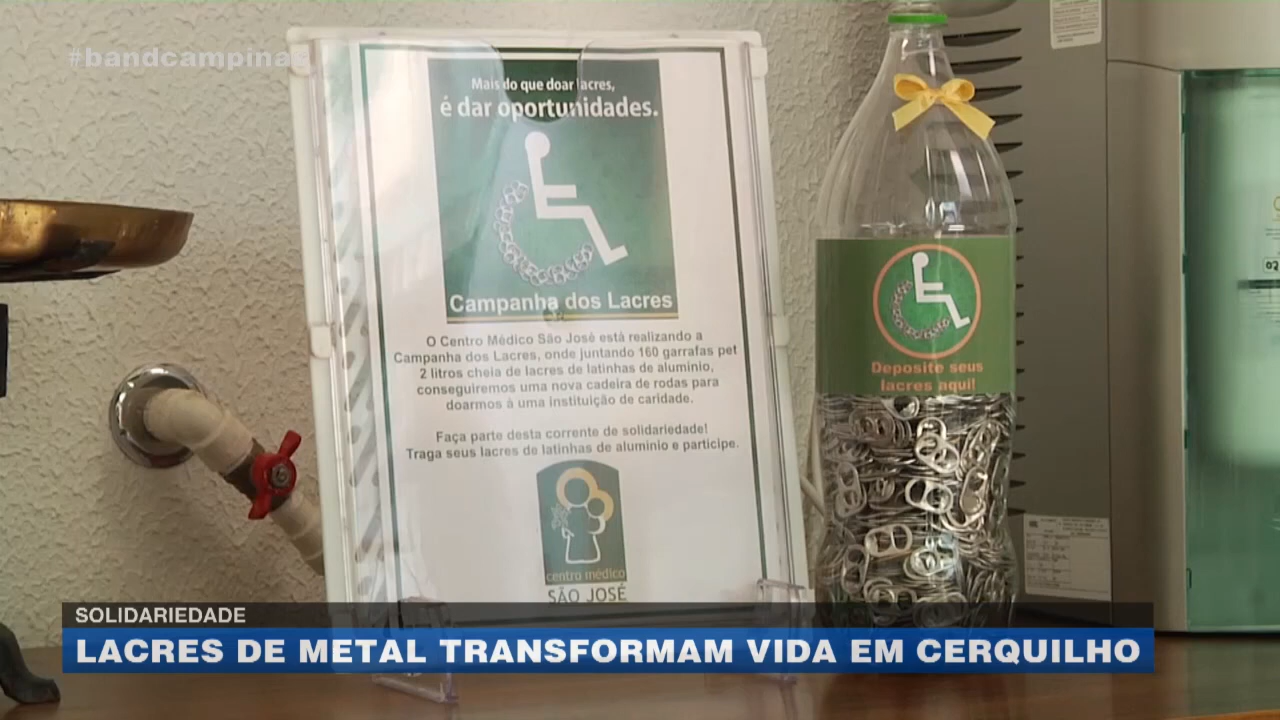 #bandcampinas
Mais do que doar lacres,
é dar oportunidades.
Campanha dos Lacres
O Centro Médico São José está realizando a
Campanha dos Lacres, onde juntando 160 garrafas pet
2 litros cheia de lacres de latinhas de aluminio,
conseguiremos uma nova cadeira de rodas para
doarmos à uma instituição de caridade.
Faça parte desta corrente de solidariedade!
Traga seus lacres de latinhas de aluminio e participe.
centro médico
SÃO JOSÉ
Deposite seus
lacres aqui!
SOLIDARIEDADE
LACRES DE METAL TRANSFORMAM VIDA EM CERQUILHO